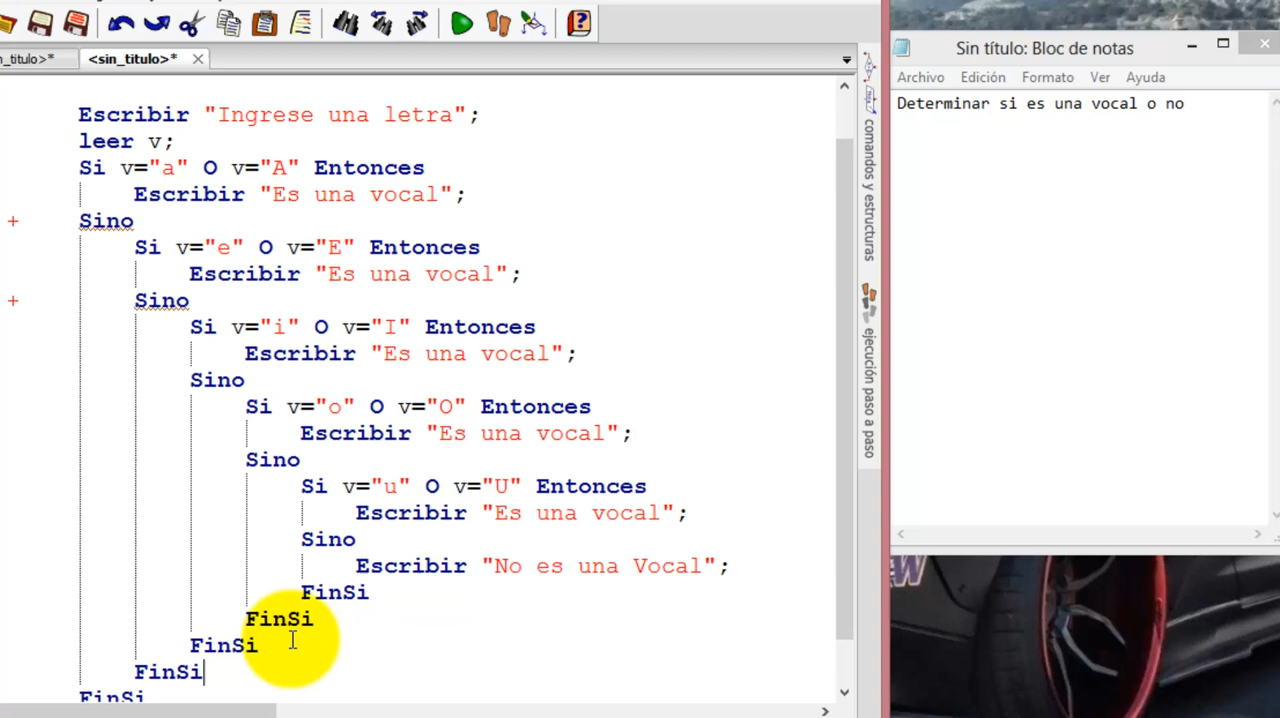 n_titulo>*
<sin_titulo>*
Escribir "Ingrese una letra";
leer v;
Si v="a" O v="A" Entonces
Escribir "Es una vocal";
Sino
Si v="e" O v="E" Entonces
Escribir "Es una vocal";
Sino
Si v="i" O v="I" Entonces
Escribir "Es una vocal";
Sino
Si v="o" O v="O" Entonces
Escribir "Es una vocal";
Sino
Si v="u" O v="U" Entonces
Escribir "Es una vocal";
Sino
Escribir "No es una Vocal";
FinSi
FinSi
FinSi
FinSi
FinSi
comandos y estructuras
ejecución paso a paso
Sin título: Bloc de notas
Archivo Edición Formato Ver Ayuda
Determinar si es una vocal o no